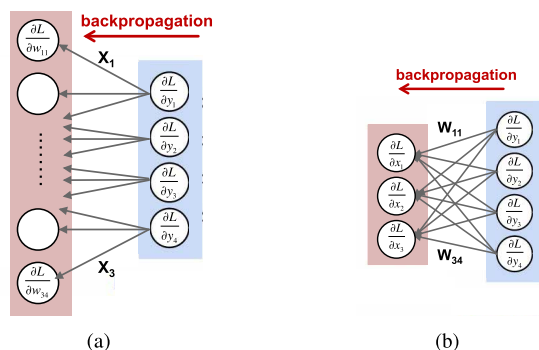 backpropagation
∂L
∂w₁₁
X₁
∂L
∂y₁
∂L
∂y₂
∂L
∂y₃
∂L
∂y₄
X₃
∂L
∂w₃₄
(a)
backpropagation
W₁₁
∂L
∂y₁
∂L
∂x₁
∂L
∂y₂
∂L
∂x₂
∂L
∂y₃
∂L
∂x₃
W₃₄
∂L
∂y₄
(b)